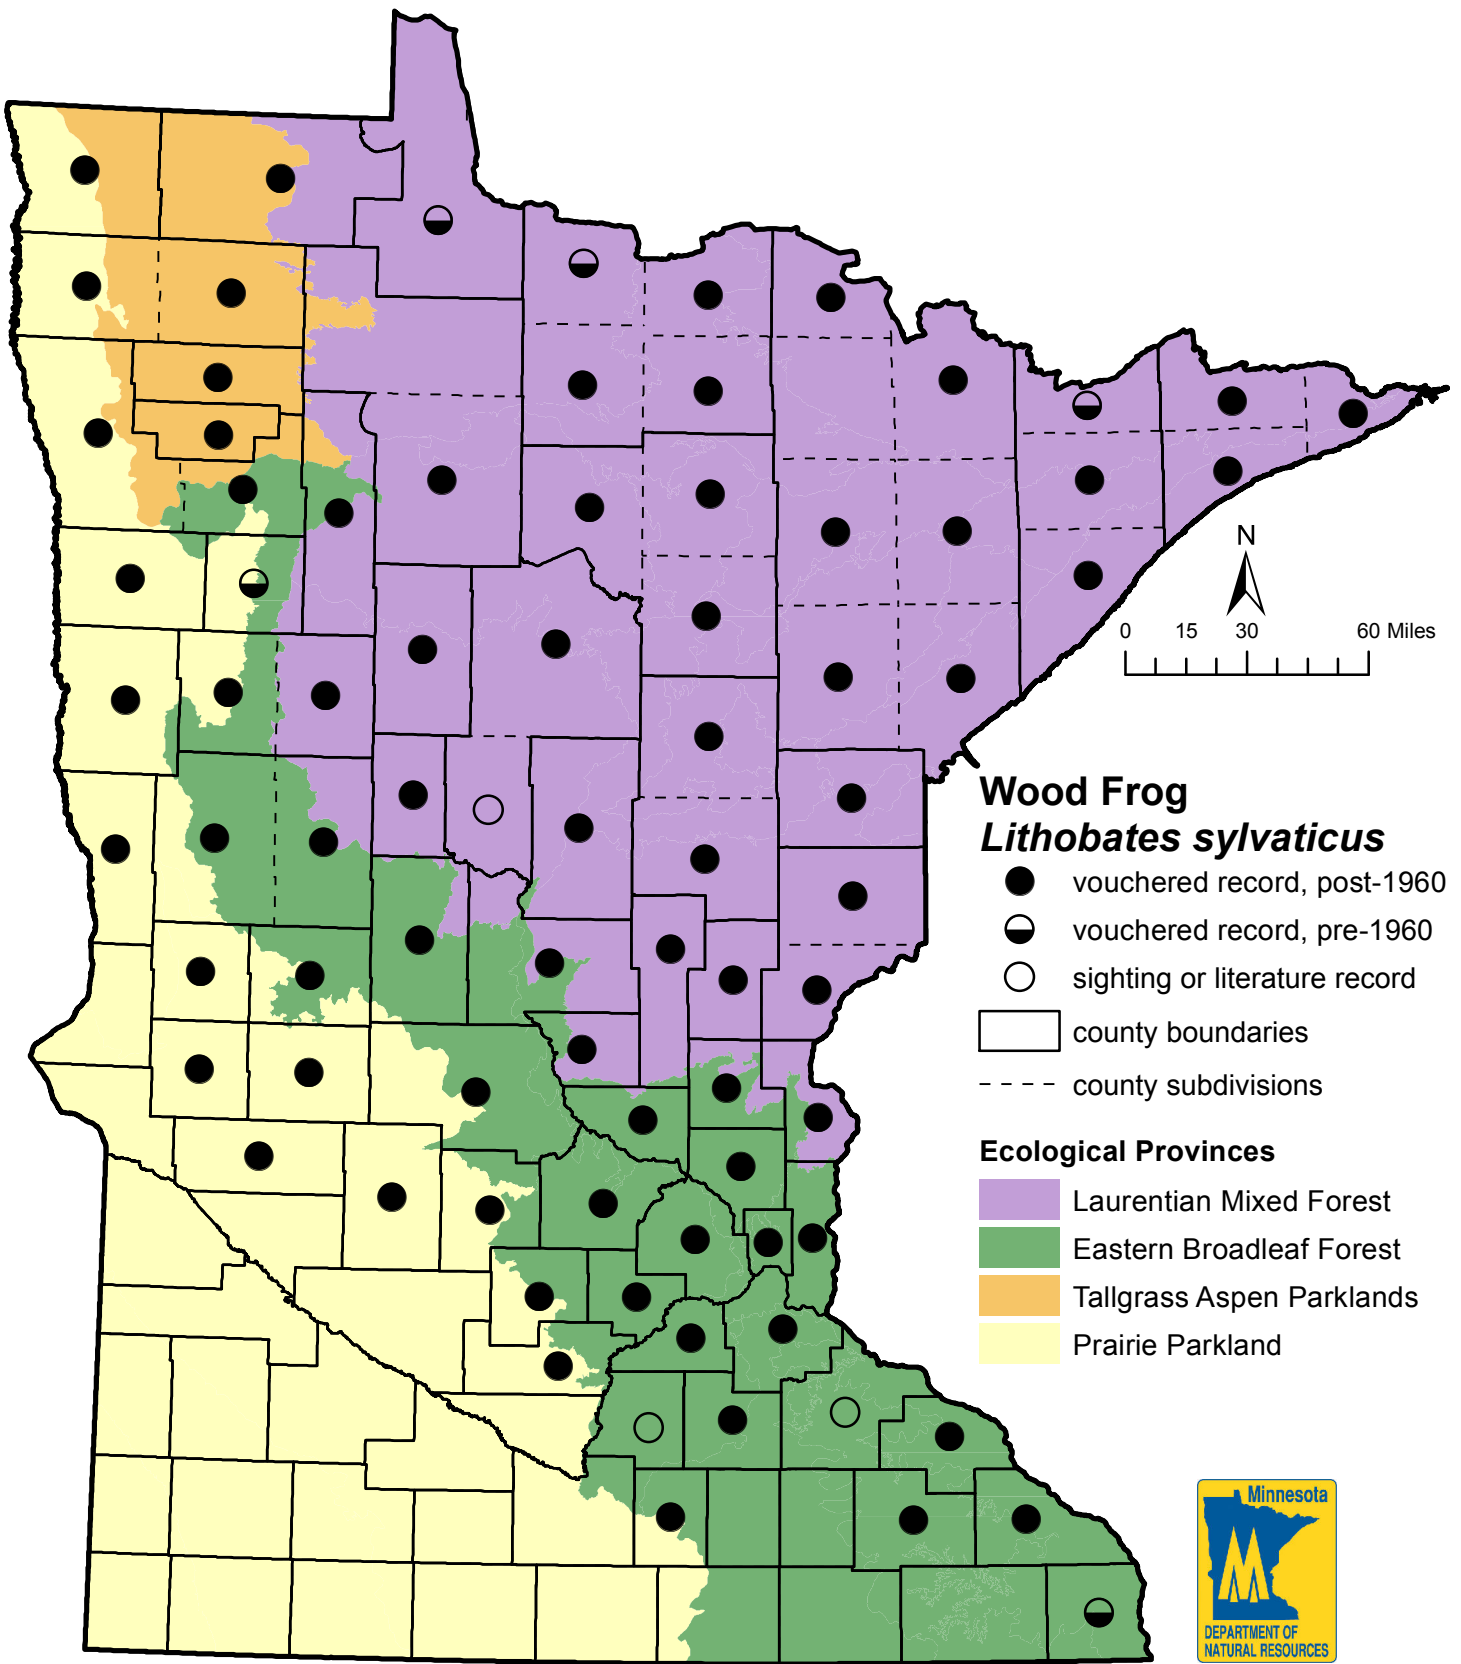 N
0 15 30 60 Miles
Wood Frog
Lithobates sylvaticus
vouchered record, post-1960
vouchered record, pre-1960
sighting or literature record
county boundaries
county subdivisions
Ecological Provinces
Laurentian Mixed Forest
Eastern Broadleaf Forest
Tallgrass Aspen Parklands
Prairie Parkland
Minnesota
DEPARTMENT OF
NATURAL RESOURCES